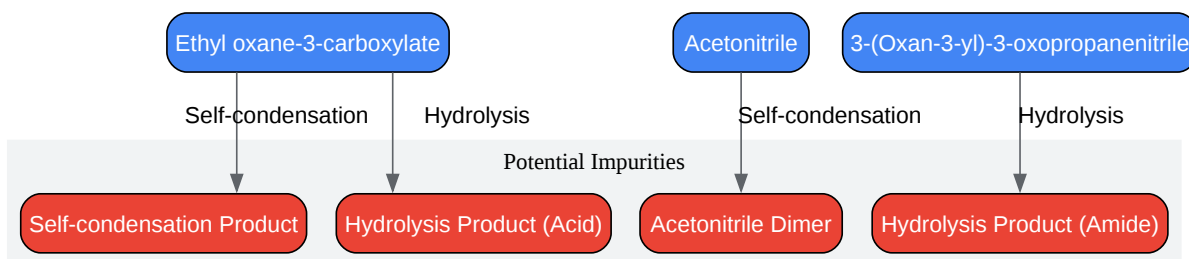 Ethyl oxane-3-carboxylate
Acetonitrile
3-(Oxan-3-yl)-3-oxopropanenitrile
Self-condensation
Hydrolysis
Self-condensation
Hydrolysis
Potential Impurities
Self-condensation Product
Hydrolysis Product (Acid)
Acetonitrile Dimer
Hydrolysis Product (Amide)